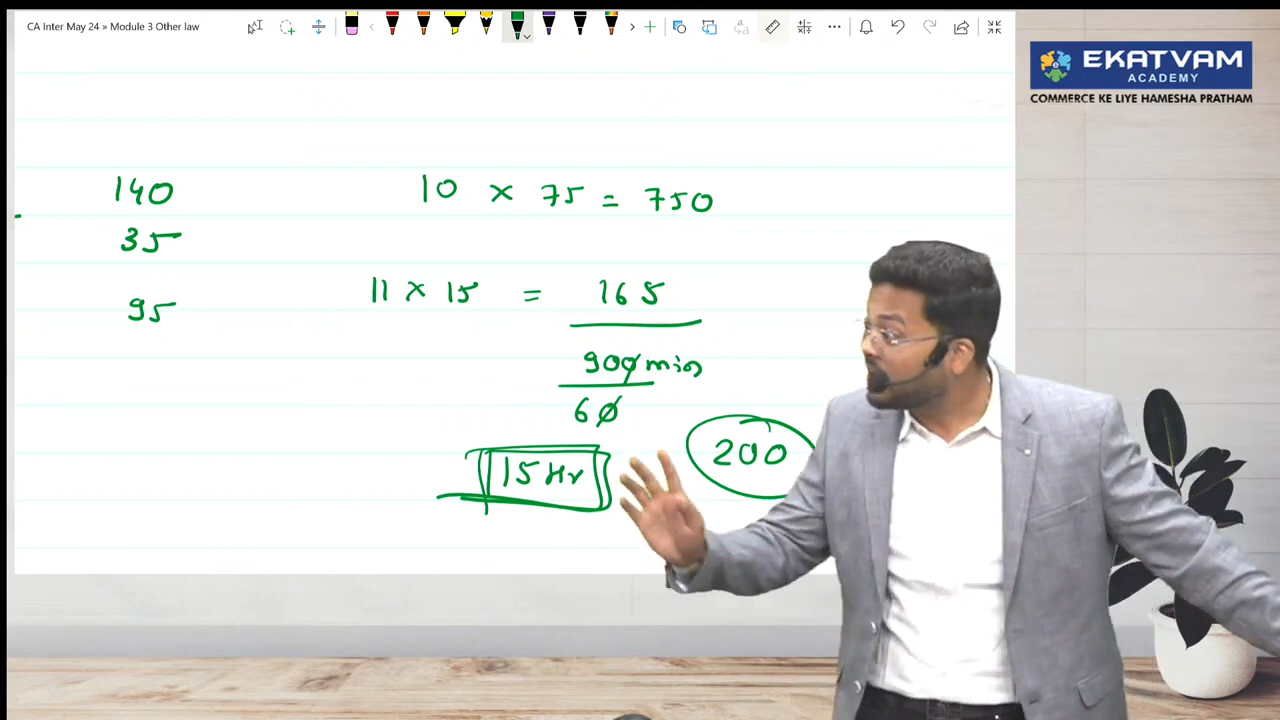 CA Inter May 24 » Module 3 Other law
EKATVAM
ACADEMY
COMMERCE KE LIYE HAMESHA PRATHAM
140
10 × 75 = 750
35
11 × 15 = 165
95
900 min
60
200
15 Hr